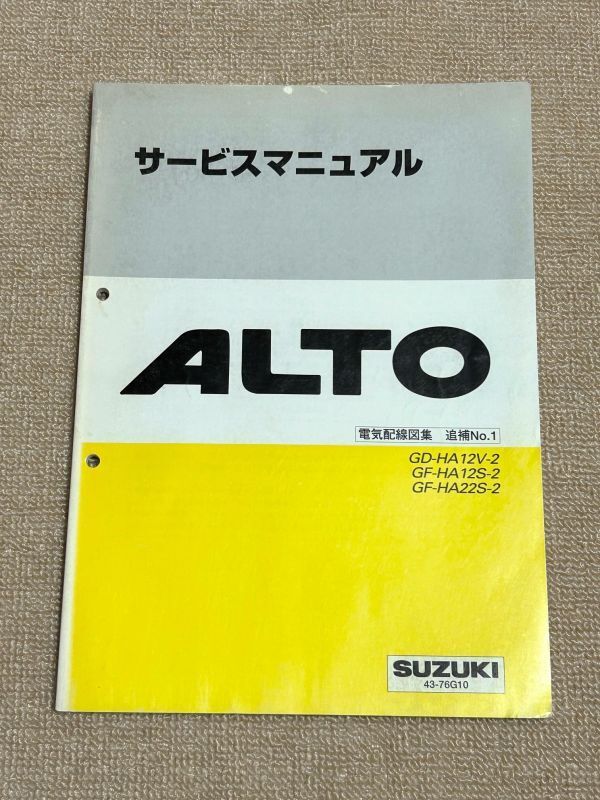 サービスマニュアル
ALTO
電気配線図集 追補No.1
GD-HA12V-2
GF-HA12S-2
GF-HA22S-2
SUZUKI
43-76G10